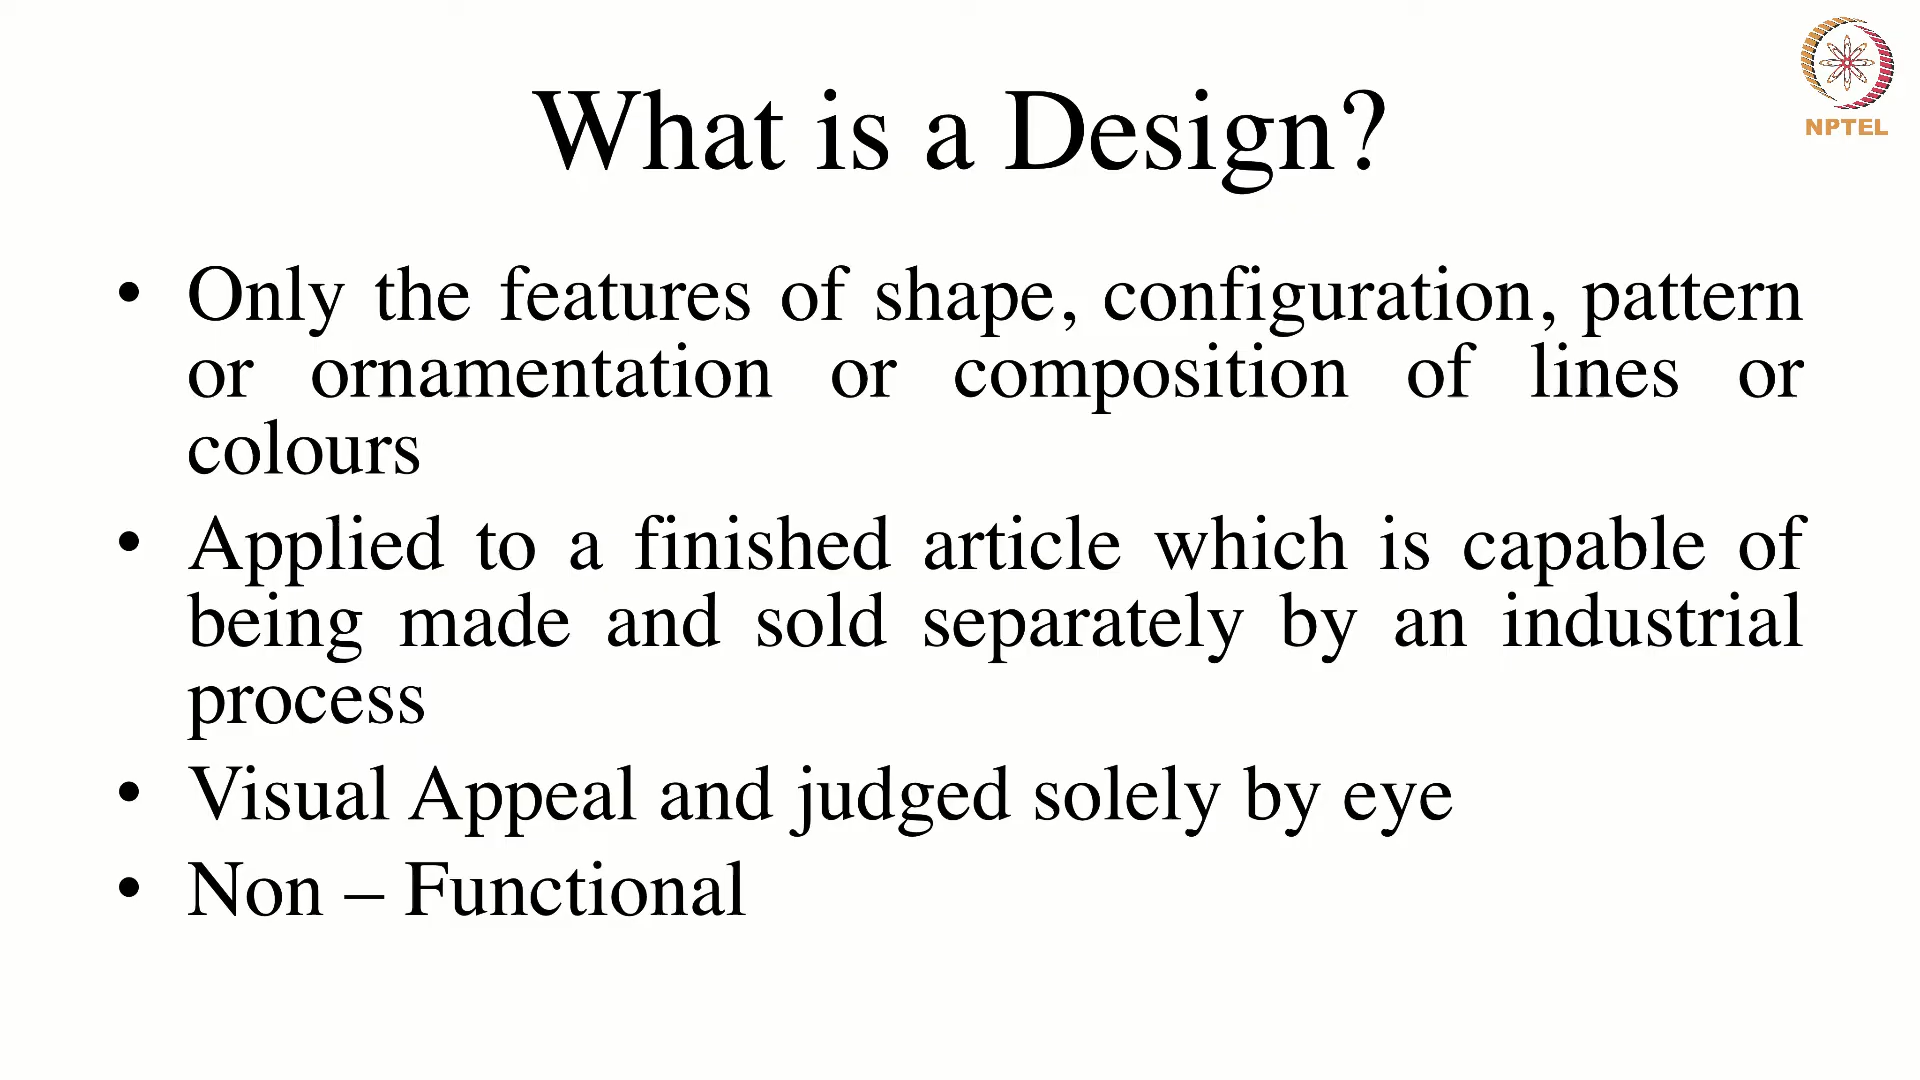 NPTEL
What is a Design?
• Only the features of shape, configuration, pattern
or ornamentation or composition of lines or
colours
• Applied to a finished article which is capable of
being made and sold separately by an industrial
process
• Visual Appeal and judged solely by eye
• Non – Functional